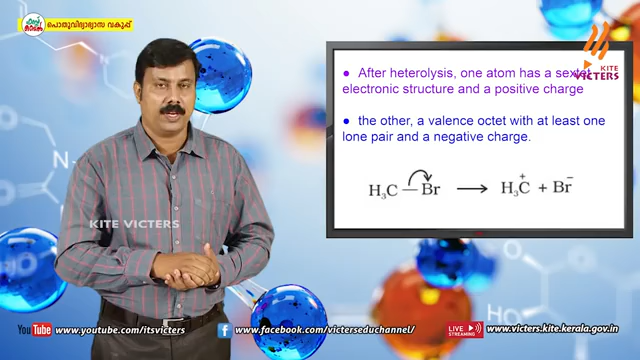 പൊതുവിദ്യാഭ്യാസ വകുപ്പ്
KITE
VICTERS
● After heterolysis, one atom has a sextet
electronic structure and a positive charge
● the other, a valence octet with at least one
lone pair and a negative charge.
H₃C — Br ⟶ H₃C⁺ + Br⁻
KITE VICTERS
YouTube www.youtube.com/itsvicters
f www.facebook.com/victerseduchannel/
LIVE STREAMING www.victers.kite.kerala.gov.in